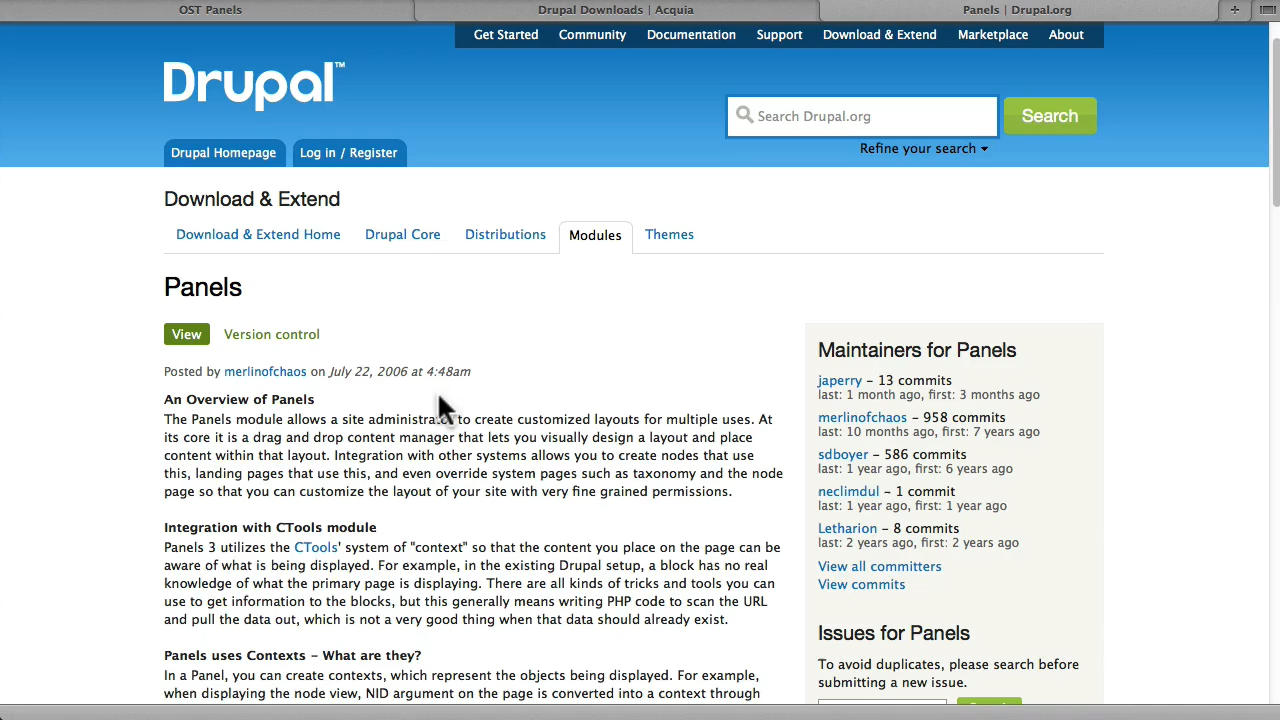 OST Panels
Drupal Downloads | Acquia
Panels | Drupal.org
Get Started
Community
Documentation
Support
Download & Extend
Marketplace
About
Drupal™
Search Drupal.org
Search
Refine your search
Drupal Homepage
Log in / Register
Download & Extend
Download & Extend Home
Drupal Core
Distributions
Modules
Themes
Panels
View
Version control
Posted by merlinofchaos on July 22, 2006 at 4:48am
An Overview of Panels
The Panels module allows a site administrator to create customized layouts for multiple uses. At
its core it is a drag and drop content manager that lets you visually design a layout and place
content within that layout. Integration with other systems allows you to create nodes that use
this, landing pages that use this, and even override system pages such as taxonomy and the node
page so that you can customize the layout of your site with very fine grained permissions.
Integration with CTools module
Panels 3 utilizes the CTools' system of "context" so that the content you place on the page can be
aware of what is being displayed. For example, in the existing Drupal setup, a block has no real
knowledge of what the primary page is displaying. There are all kinds of tricks and tools you can
use to get information to the blocks, but this generally means writing PHP code to scan the URL
and pull the data out, which is not a very good thing when that data should already exist.
Panels uses Contexts – What are they?
In a Panel, you can create contexts, which represent the objects being displayed. For example,
when displaying the node view, NID argument on the page is converted into a context through
Maintainers for Panels
japerry – 13 commits
last: 1 month ago, first: 3 months ago
merlinofchaos – 958 commits
last: 10 months ago, first: 7 years ago
sdboyer – 586 commits
last: 1 year ago, first: 6 years ago
neclimdul – 1 commit
last: 1 year ago, first: 1 year ago
Letharion – 8 commits
last: 2 years ago, first: 2 years ago
View all committers
View commits
Issues for Panels
To avoid duplicates, please search before
submitting a new issue.